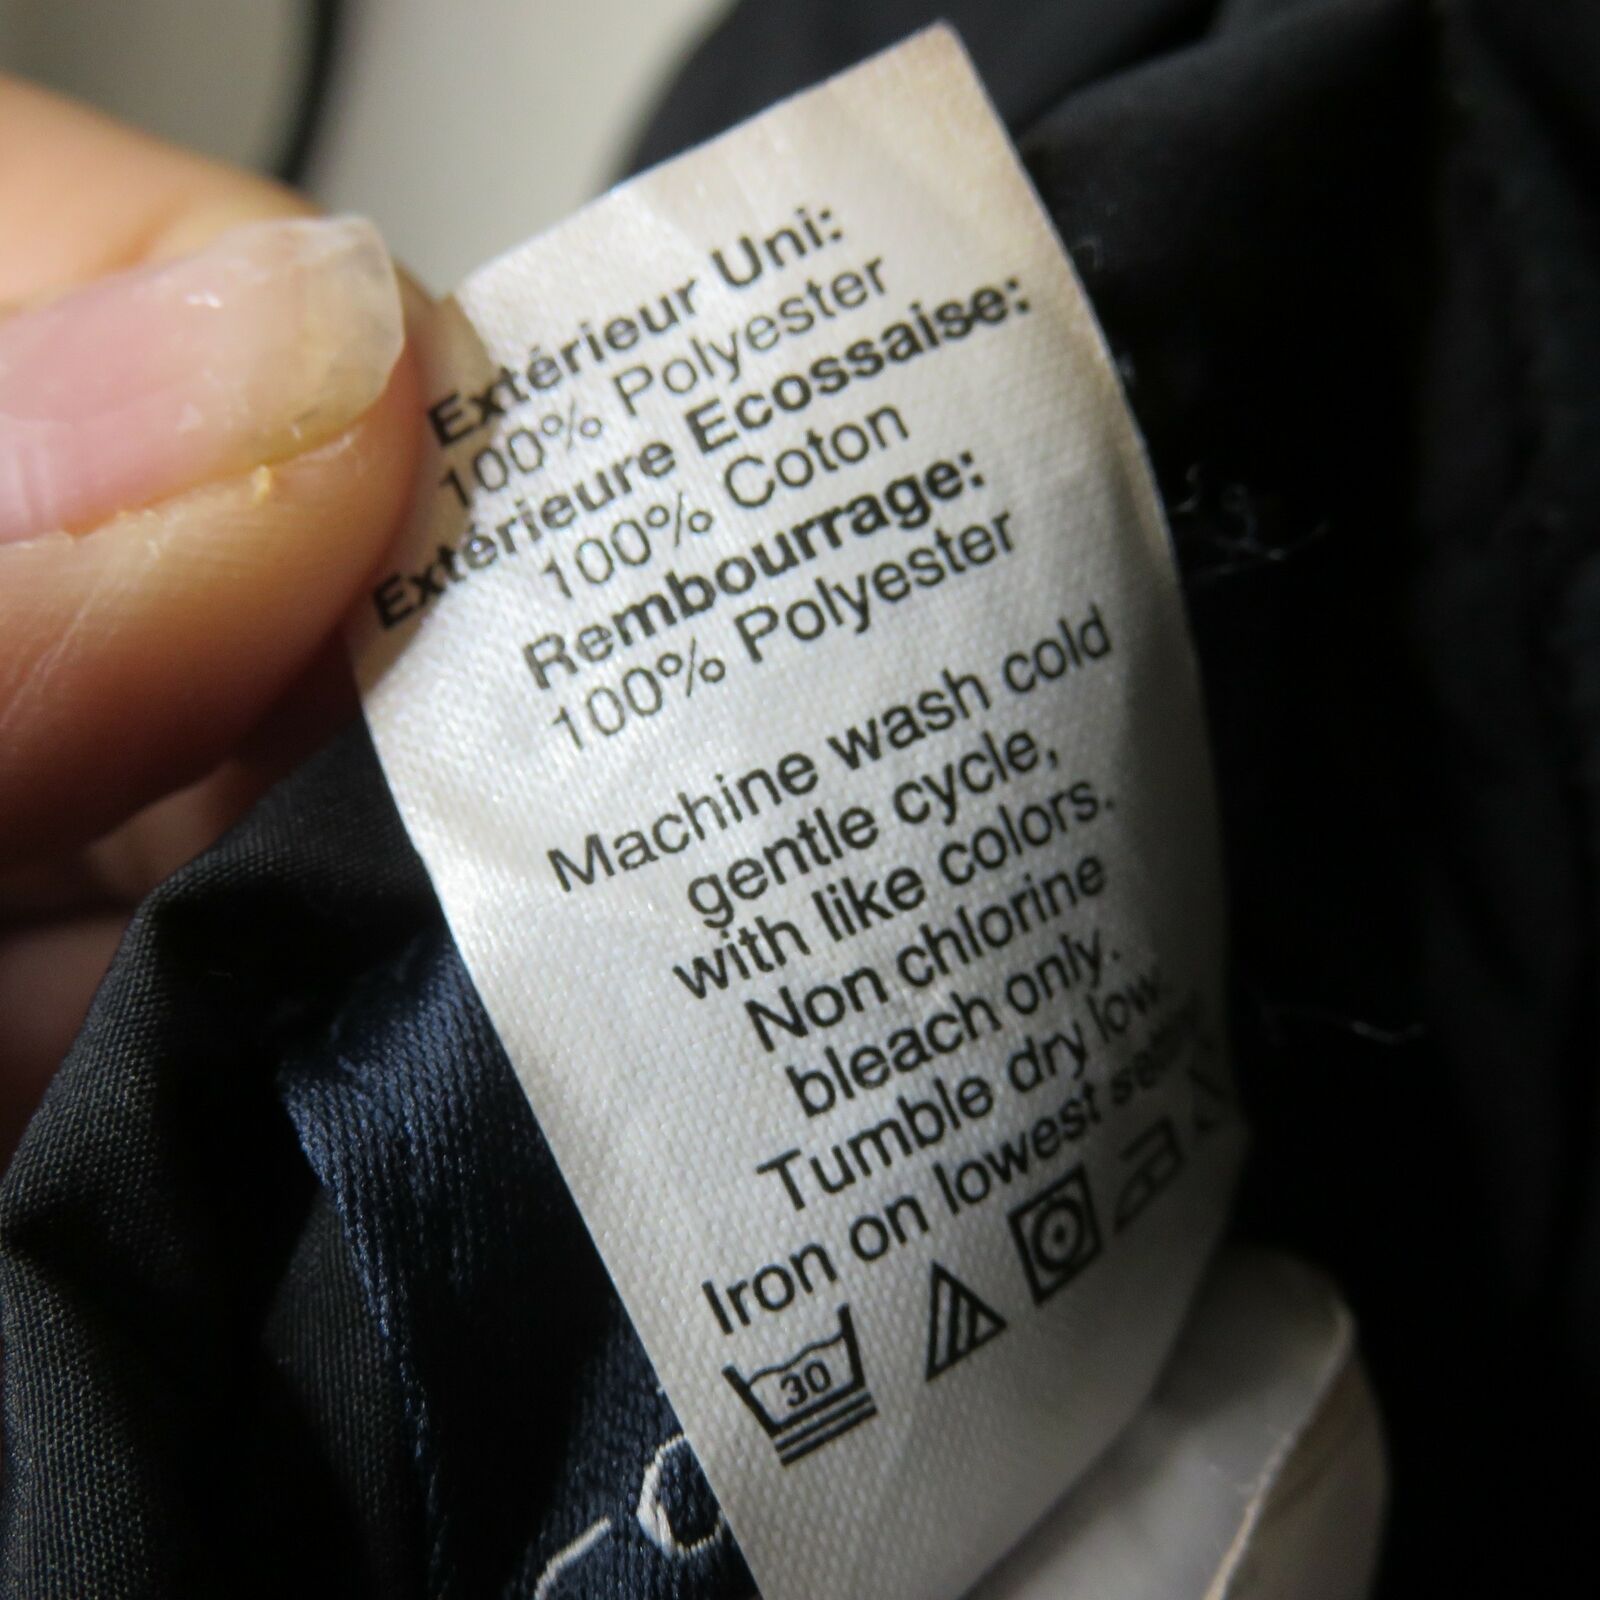 Extérieur Uni:
100% Polyester
Extérieure Ecossaise:
100% Coton
Rembourrage:
100% Polyester
Machine wash cold
gentle cycle,
with like colors.
Non chlorine
bleach only.
Tumble dry low.
Iron on lowest
30